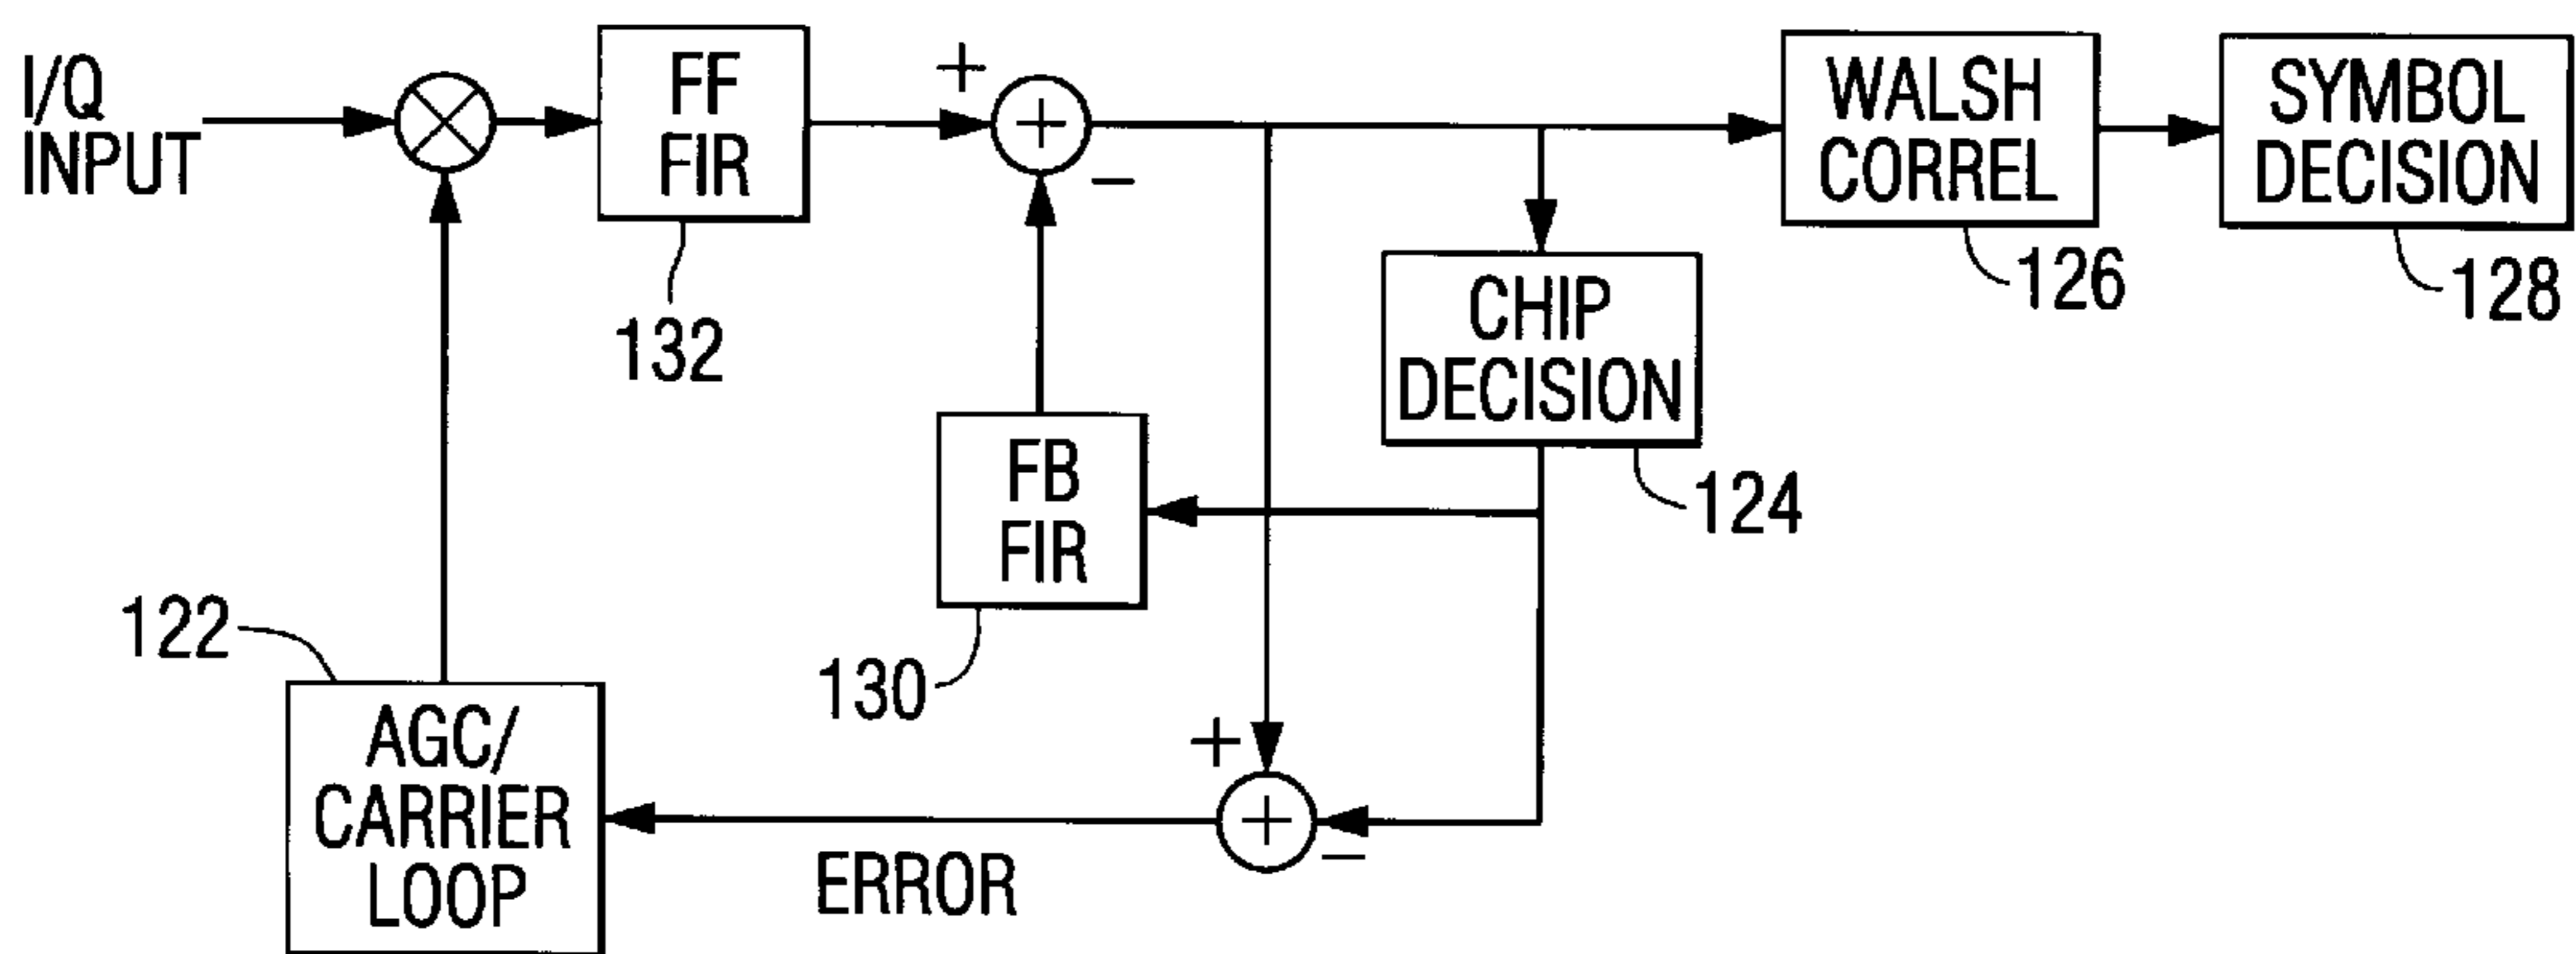 I/Q
INPUT
FF
FIR
132
+
+
−
WALSH
CORREL
126
SYMBOL
DECISION
128
CHIP
DECISION
124
FB
FIR
130
122
AGC/
CARRIER
LOOP
ERROR
+
+
−